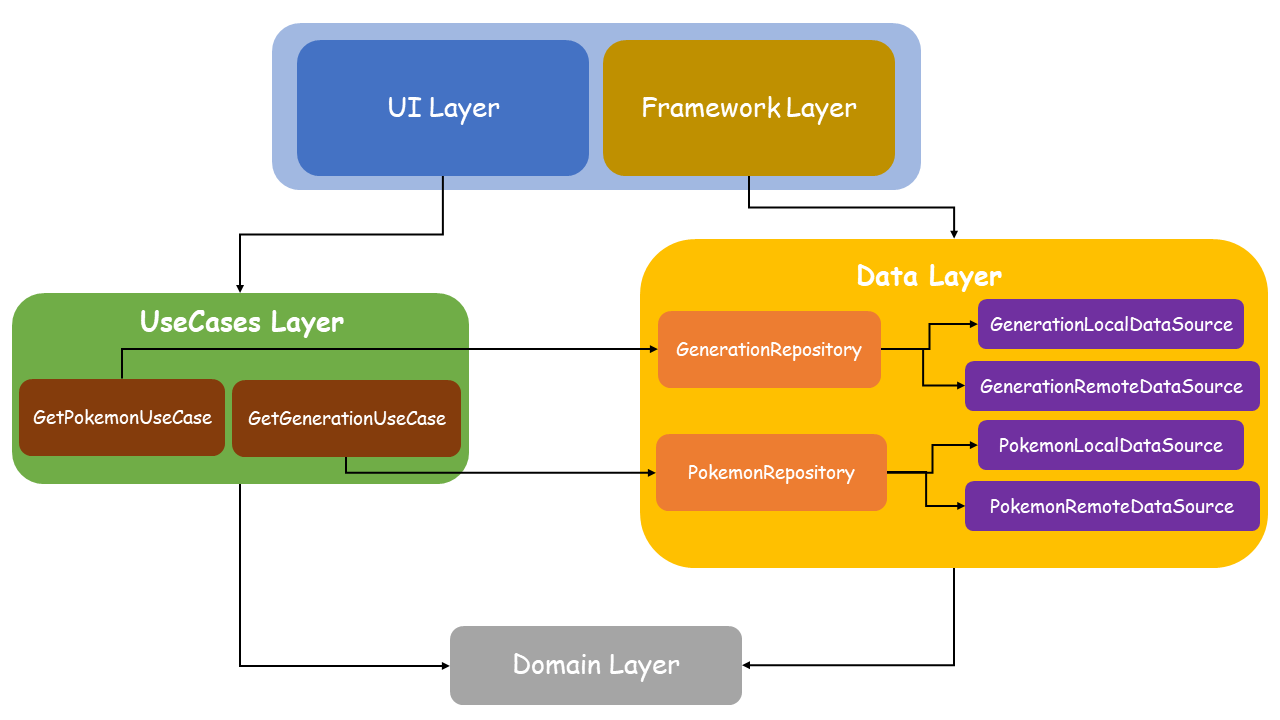 UI Layer
Framework Layer
UseCases Layer
GetPokemonUseCase
GetGenerationUseCase
Data Layer
GenerationRepository
GenerationLocalDataSource
GenerationRemoteDataSource
PokemonRepository
PokemonLocalDataSource
PokemonRemoteDataSource
Domain Layer